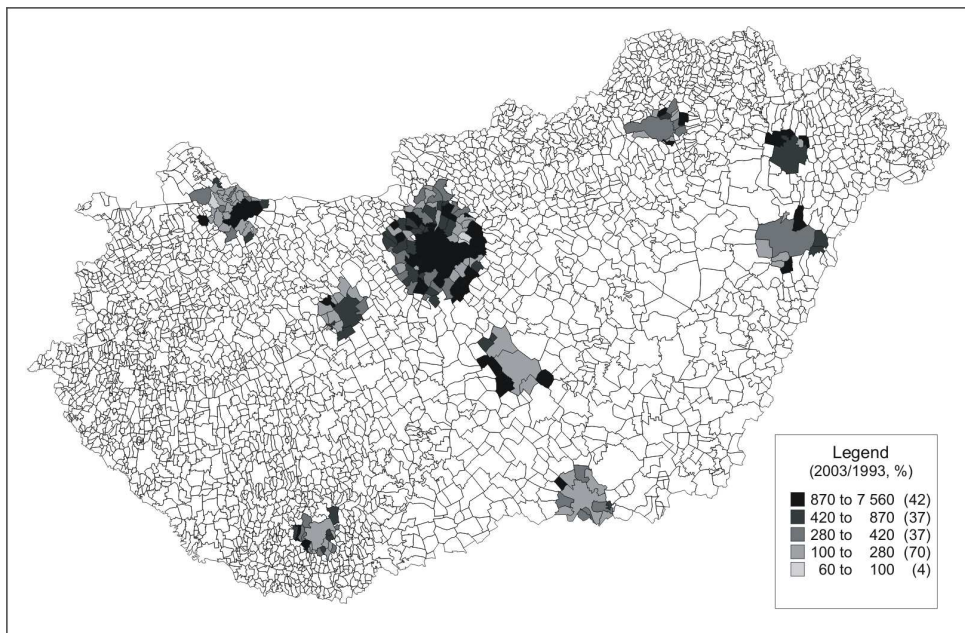 Legend
(2003/1993, %)
870 to 7 560 (42)
420 to 870 (37)
280 to 420 (37)
100 to 280 (70)
60 to 100 (4)